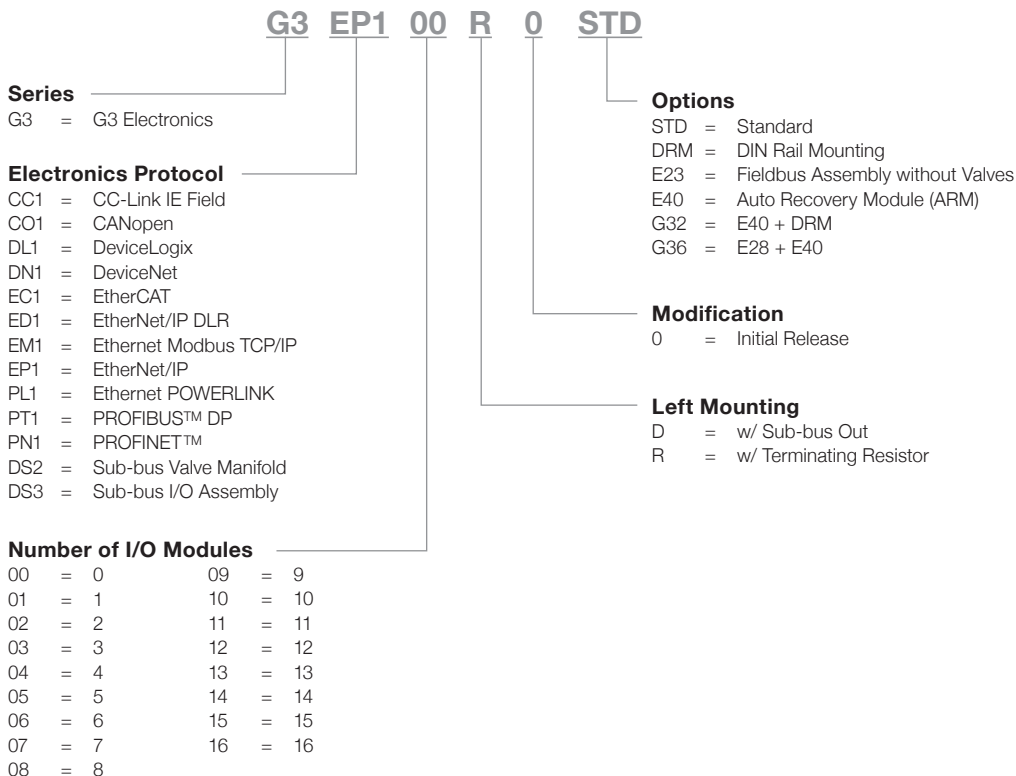 G3 EP1 00 R 0 STD
Series
G3 = G3 Electronics
Electronics Protocol
CC1 = CC-Link IE Field
CO1 = CANopen
DL1 = DeviceLogix
DN1 = DeviceNet
EC1 = EtherCAT
ED1 = EtherNet/IP DLR
EM1 = Ethernet Modbus TCP/IP
EP1 = EtherNet/IP
PL1 = Ethernet POWERLINK
PT1 = PROFIBUS™ DP
PN1 = PROFINET™
DS2 = Sub-bus Valve Manifold
DS3 = Sub-bus I/O Assembly
Number of I/O Modules
00 = 0 09 = 9
01 = 1 10 = 10
02 = 2 11 = 11
03 = 3 12 = 12
04 = 4 13 = 13
05 = 5 14 = 14
06 = 6 15 = 15
07 = 7 16 = 16
08 = 8
Options
STD = Standard
DRM = DIN Rail Mounting
E23 = Fieldbus Assembly without Valves
E40 = Auto Recovery Module (ARM)
G32 = E40 + DRM
G36 = E28 + E40
Modification
0 = Initial Release
Left Mounting
D = w/ Sub-bus Out
R = w/ Terminating Resistor